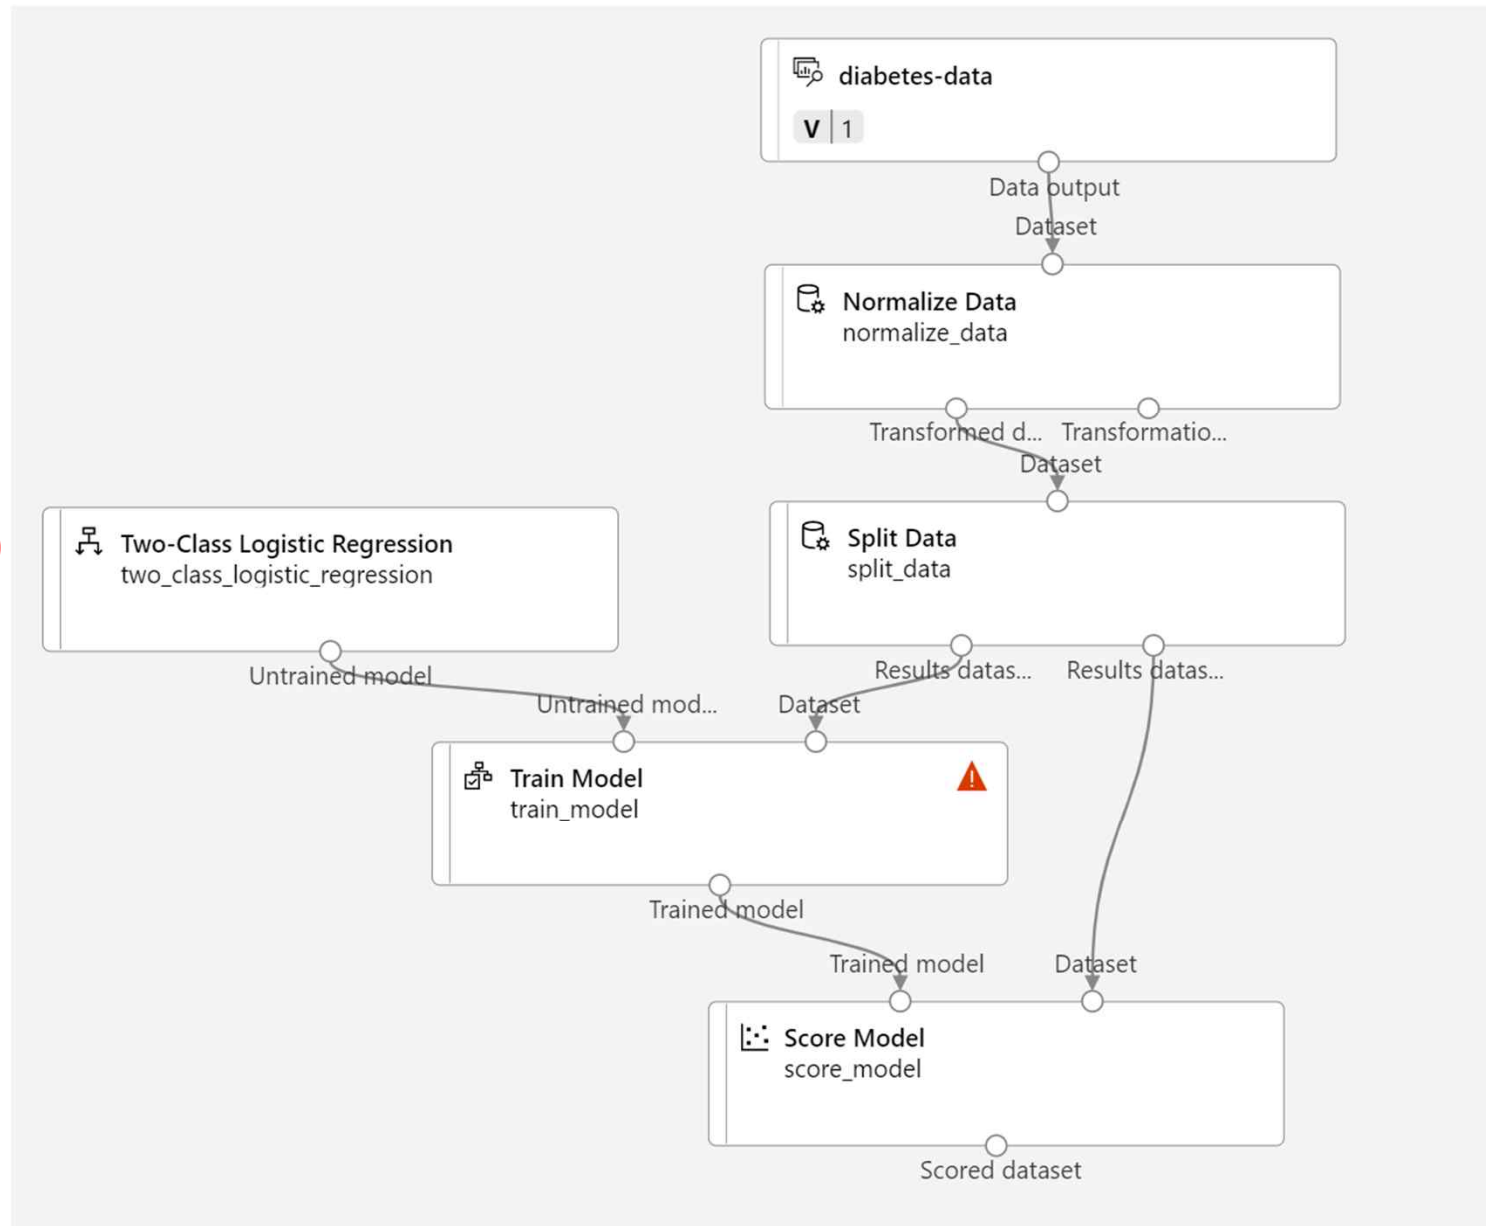 diabetes-data
V 1
Data output
Dataset
Normalize Data
normalize_data
Transformed d... Transformatio...
Dataset
Two-Class Logistic Regression
two_class_logistic_regression
Split Data
split_data
Untrained model
Results datas... Results datas...
Untrained mod... Dataset
Train Model
train_model
Trained model
Trained model Dataset
Score Model
score_model
Scored dataset